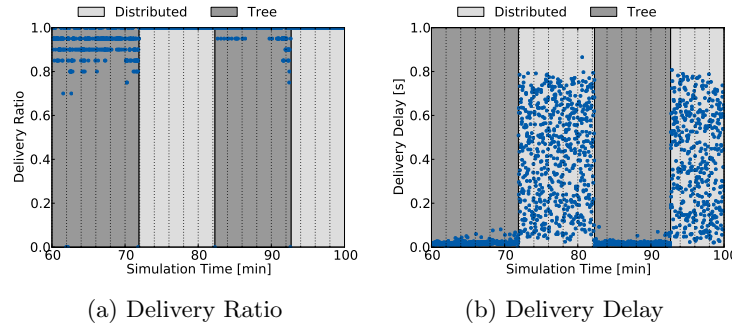 Distributed Tree
Delivery Ratio
1.0
0.8
0.6
0.4
0.2
0.0
60 70 80 90 100
Simulation Time [min]
(a) Delivery Ratio
Distributed Tree
Delivery Delay [s]
1.0
0.8
0.6
0.4
0.2
0.0
60 70 80 90 100
Simulation Time [min]
(b) Delivery Delay